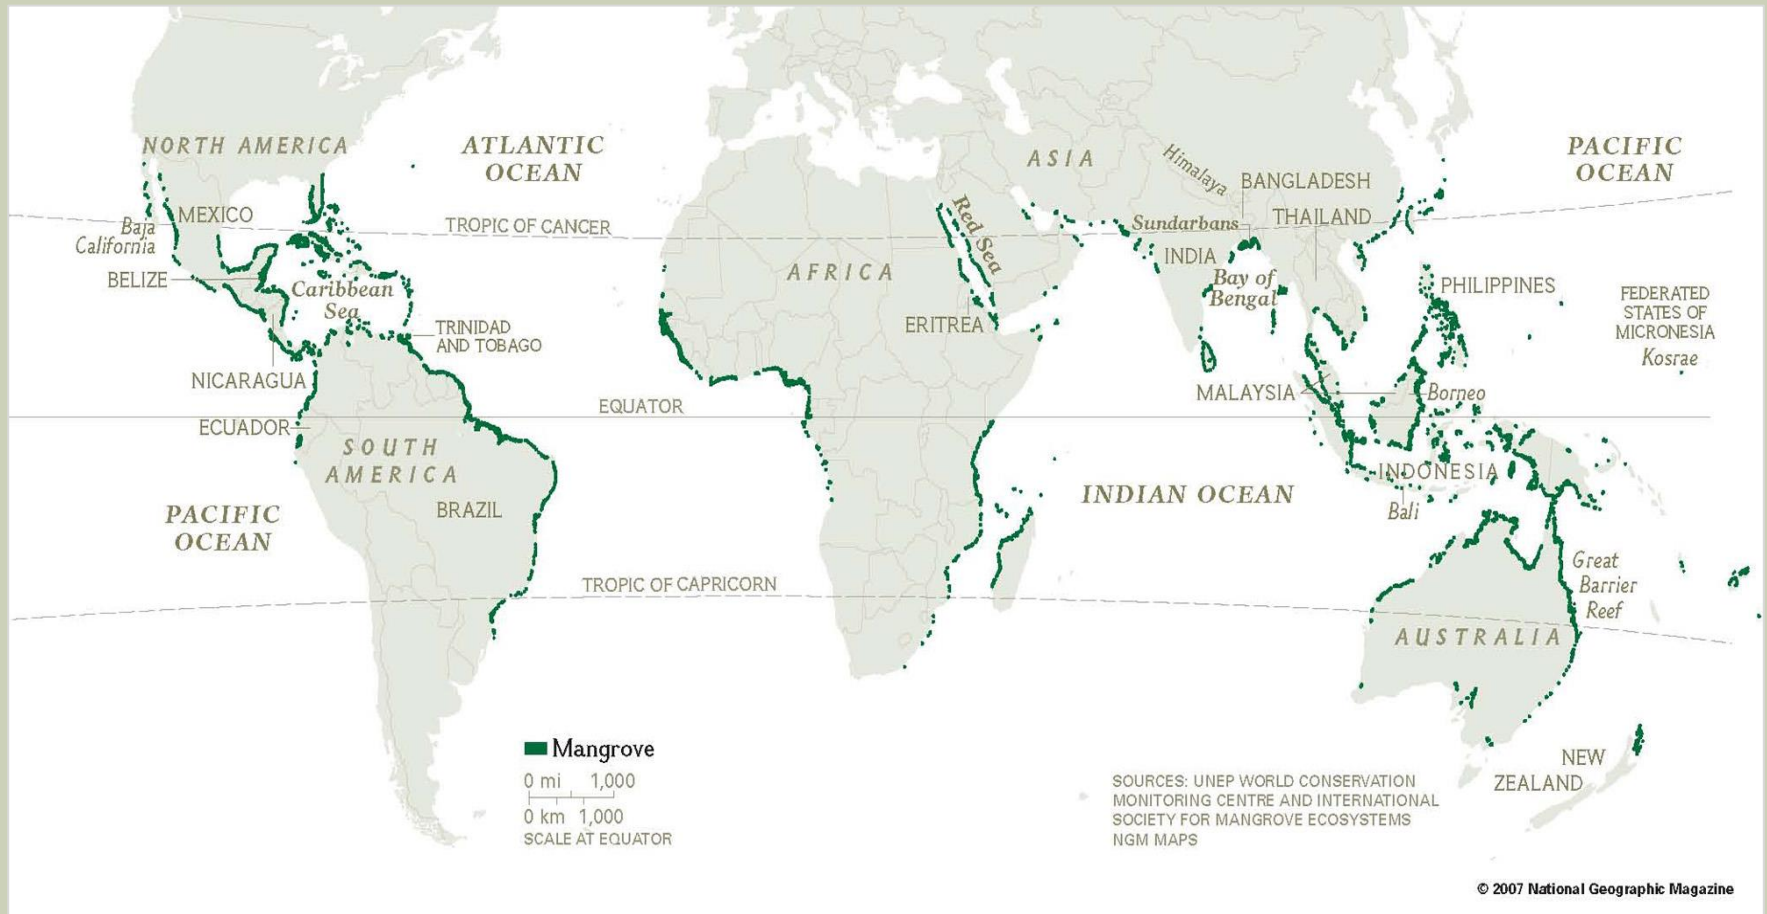 NORTH AMERICA
ATLANTIC
OCEAN
ASIA
Himalaya
PACIFIC
OCEAN
BANGLADESH
MEXICO
Baja
California
TROPIC OF CANCER
Red Sea
Sundarbans
THAILAND
INDIA
BELIZE
Caribbean
Sea
AFRICA
Bay of
Bengal
PHILIPPINES
FEDERATED
STATES OF
MICRONESIA
Kosrae
TRINIDAD
AND TOBAGO
ERITREA
NICARAGUA
MALAYSIA
Borneo
EQUATOR
ECUADOR
SOUTH
AMERICA
BRAZIL
INDONESIA
Bali
INDIAN OCEAN
PACIFIC
OCEAN
Great
Barrier
Reef
TROPIC OF CAPRICORN
AUSTRALIA
Mangrove
0 mi 1,000
0 km 1,000
SCALE AT EQUATOR
NEW
ZEALAND
SOURCES: UNEP WORLD CONSERVATION
MONITORING CENTRE AND INTERNATIONAL
SOCIETY FOR MANGROVE ECOSYSTEMS
NGM MAPS
© 2007 National Geographic Magazine